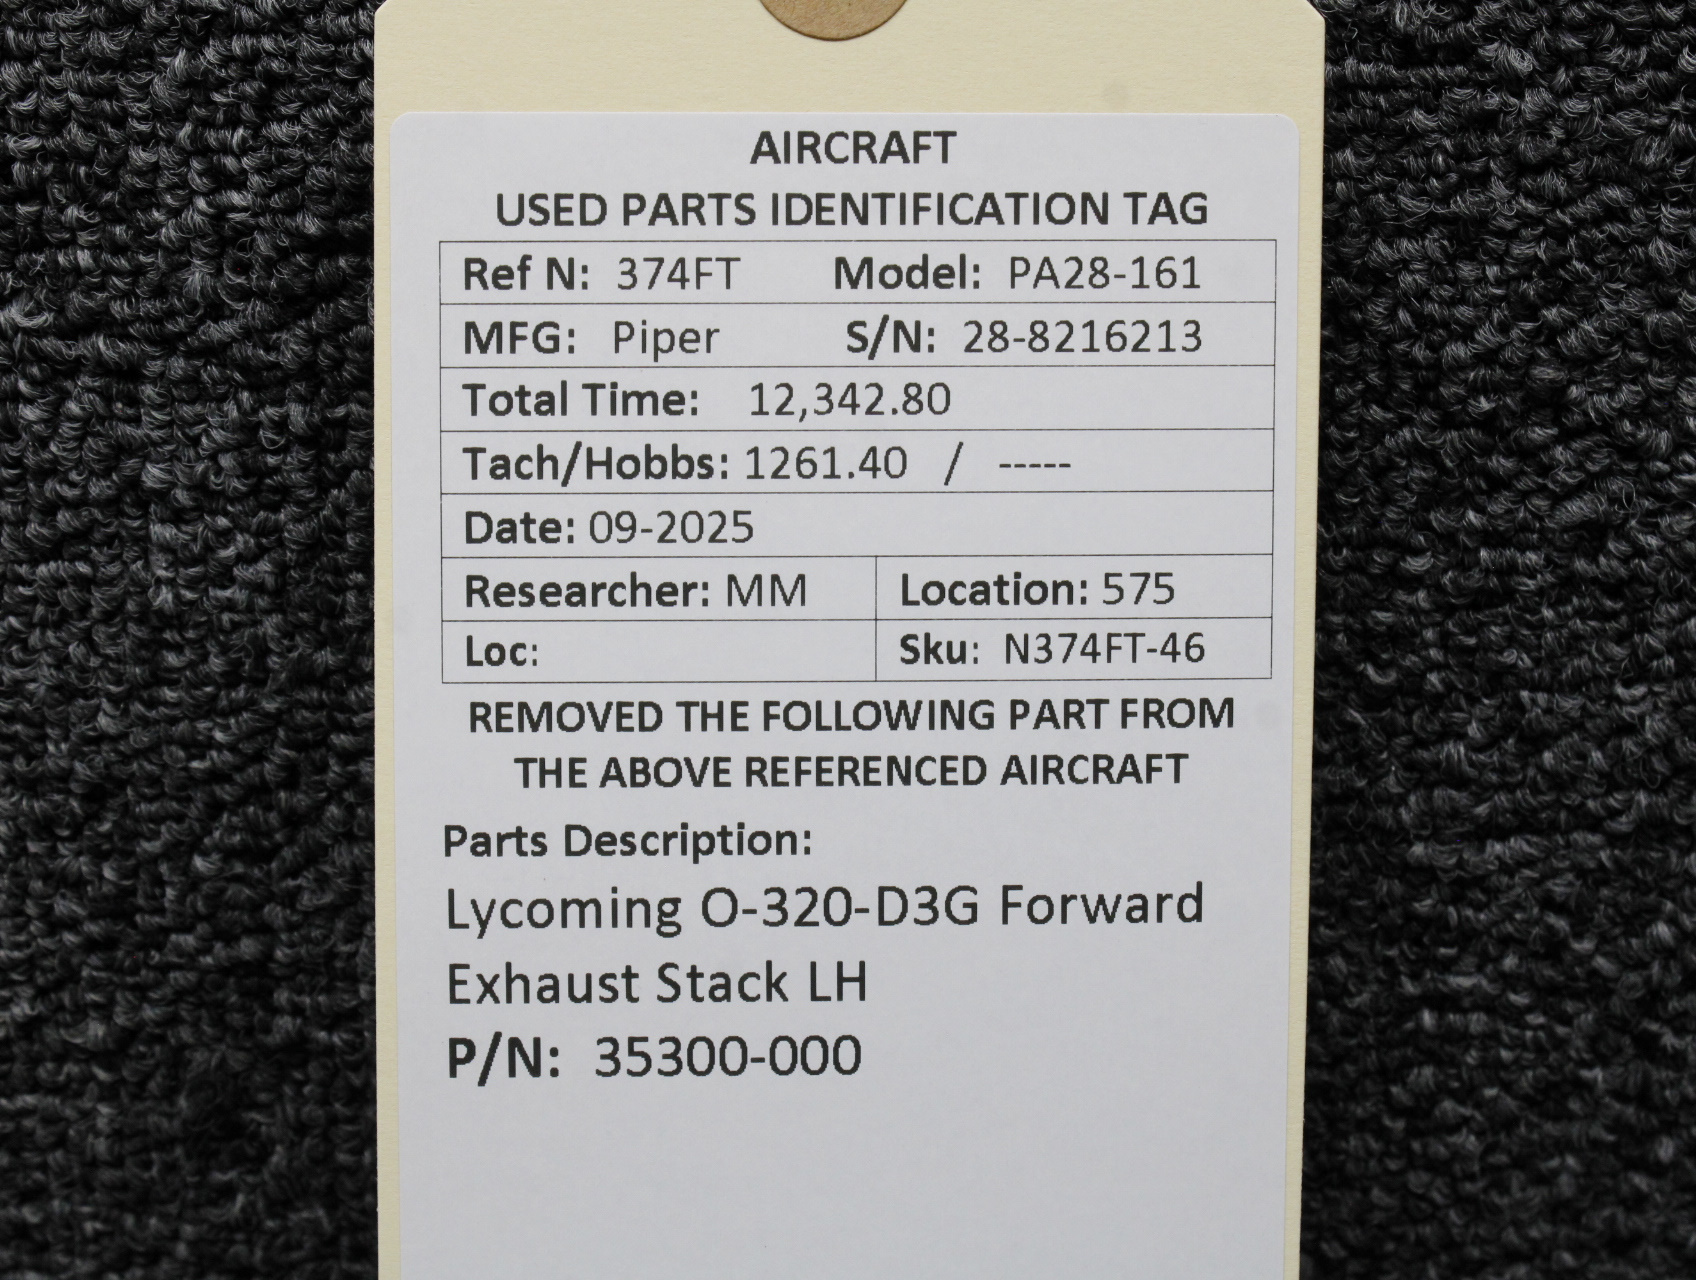 AIRCRAFT
USED PARTS IDENTIFICATION TAG
Ref N: 374FT Model: PA28-161
MFG: Piper S/N: 28-8216213
Total Time: 12,342.80
Tach/Hobbs: 1261.40 / -----
Date: 09-2025
Researcher: MM Location: 575
Loc: Sku: N374FT-46
REMOVED THE FOLLOWING PART FROM
THE ABOVE REFERENCED AIRCRAFT
Parts Description:
Lycoming O-320-D3G Forward
Exhaust Stack LH
P/N: 35300-000